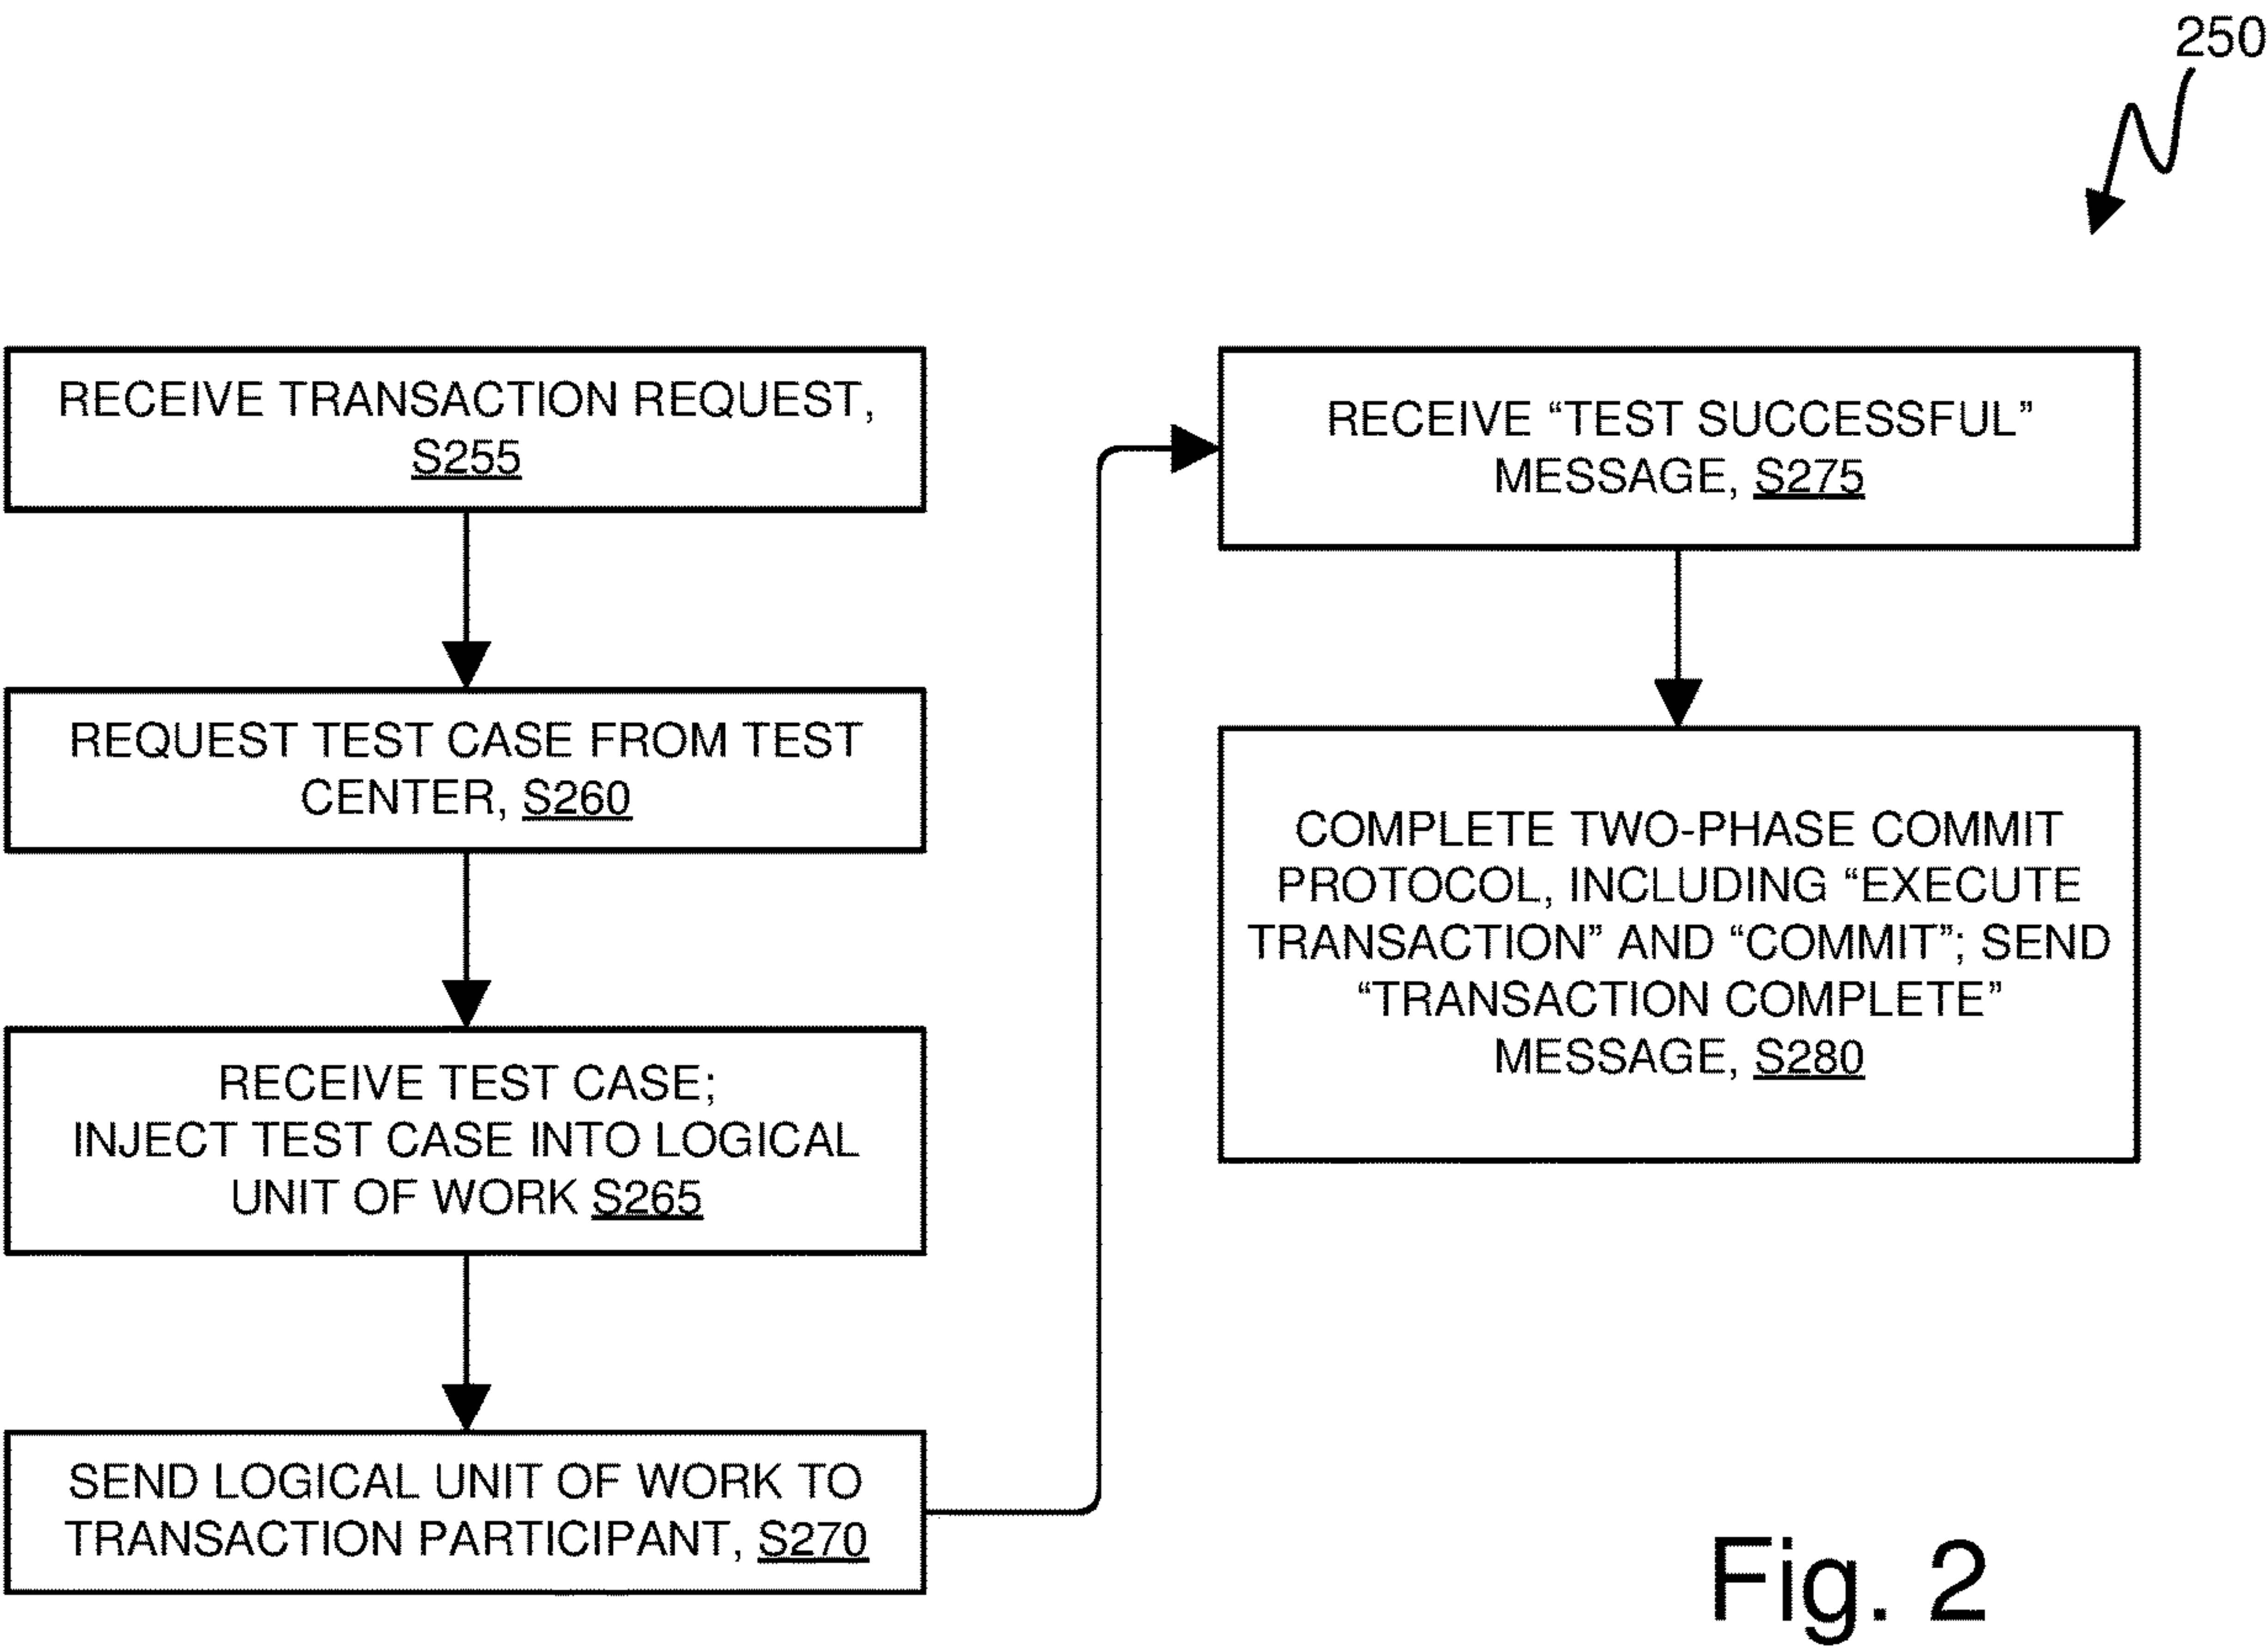 250
RECEIVE TRANSACTION REQUEST,
S255
REQUEST TEST CASE FROM TEST
CENTER, S260
RECEIVE TEST CASE;
INJECT TEST CASE INTO LOGICAL
UNIT OF WORK S265
SEND LOGICAL UNIT OF WORK TO
TRANSACTION PARTICIPANT, S270
RECEIVE “TEST SUCCESSFUL”
MESSAGE, S275
COMPLETE TWO-PHASE COMMIT
PROTOCOL, INCLUDING “EXECUTE
TRANSACTION” AND “COMMIT”; SEND
“TRANSACTION COMPLETE”
MESSAGE, S280
Fig. 2